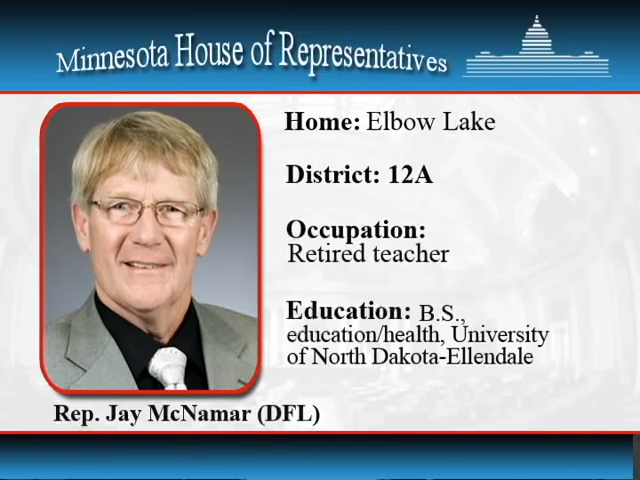 Minnesota House of Representatives
Home: Elbow Lake
District: 12A
Occupation:
Retired teacher
Education: B.S.,
education/health, University
of North Dakota-Ellendale
Rep. Jay McNamar (DFL)